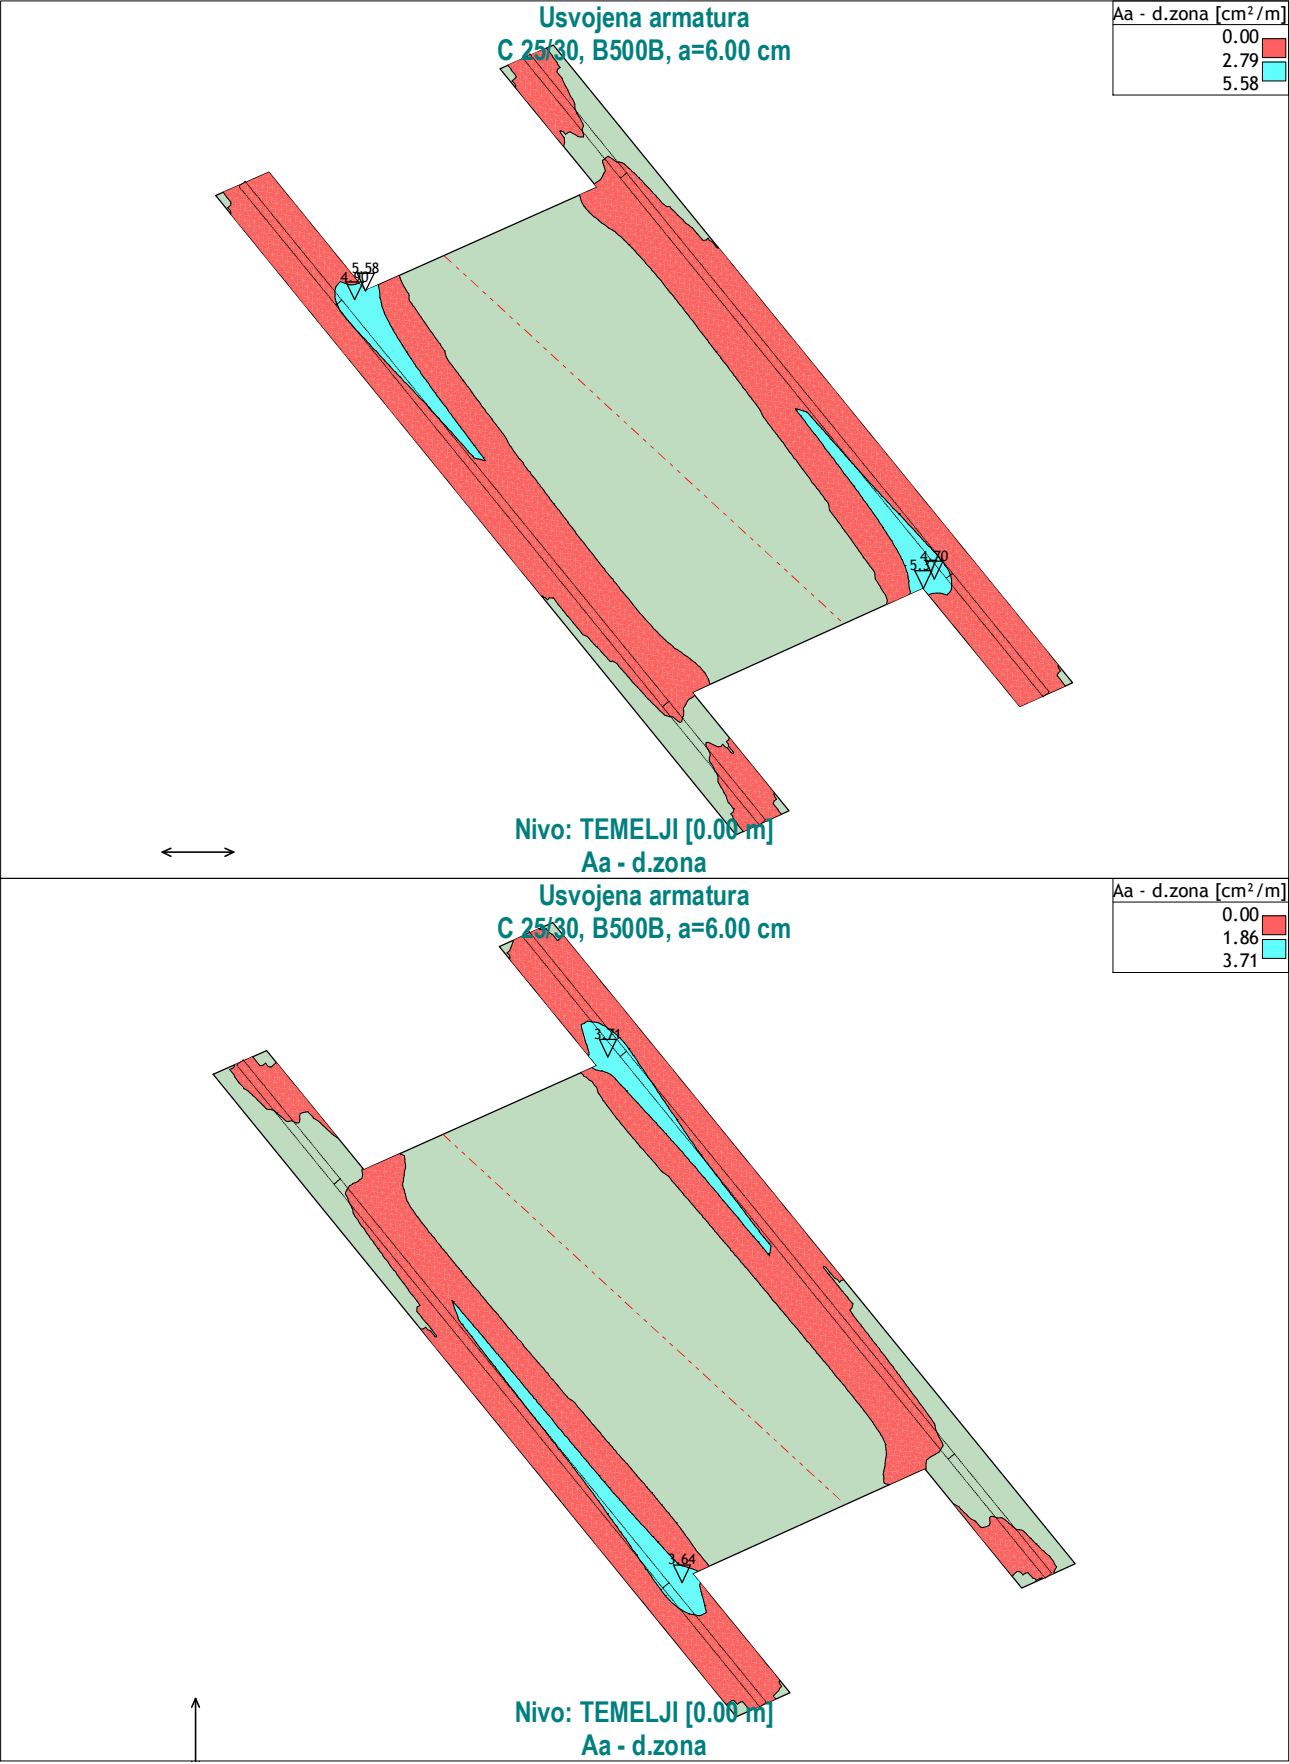 Usvojena armatura
C 25/30, B500B, a=6.00 cm
Aa - d.zona [cm²/m]
0.00
2.79
5.58
5.58
4.70
Nivo: TEMELJI [0.00 m]
Aa - d.zona
Usvojena armatura
C 25/30, B500B, a=6.00 cm
Aa - d.zona [cm²/m]
0.00
1.86
3.71
3.71
3.64
Nivo: TEMELJI [0.00 m]
Aa - d.zona